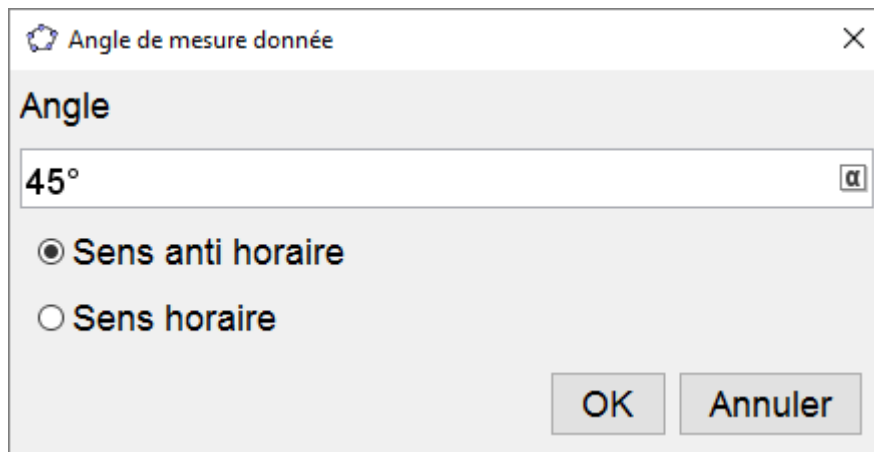 Angle de mesure donnée
Angle
45°
α
Sens anti horaire
Sens horaire
OK Annuler